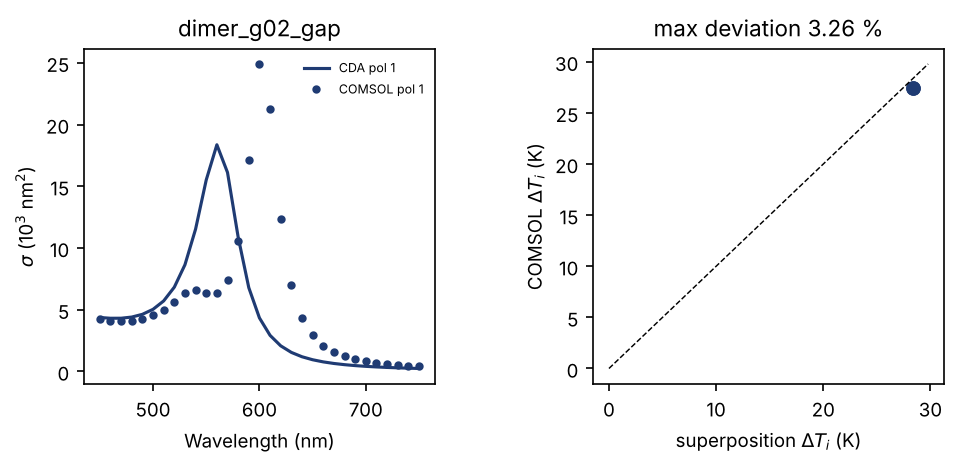 dimer_g02_gap
CDA pol 1
COMSOL pol 1
25
20
15
10
5
0
σ (10³ nm²)
500 600 700
Wavelength (nm)
max deviation 3.26 %
30
25
20
15
10
5
0
COMSOL ΔTᵢ (K)
0 10 20 30
superposition ΔTᵢ (K)